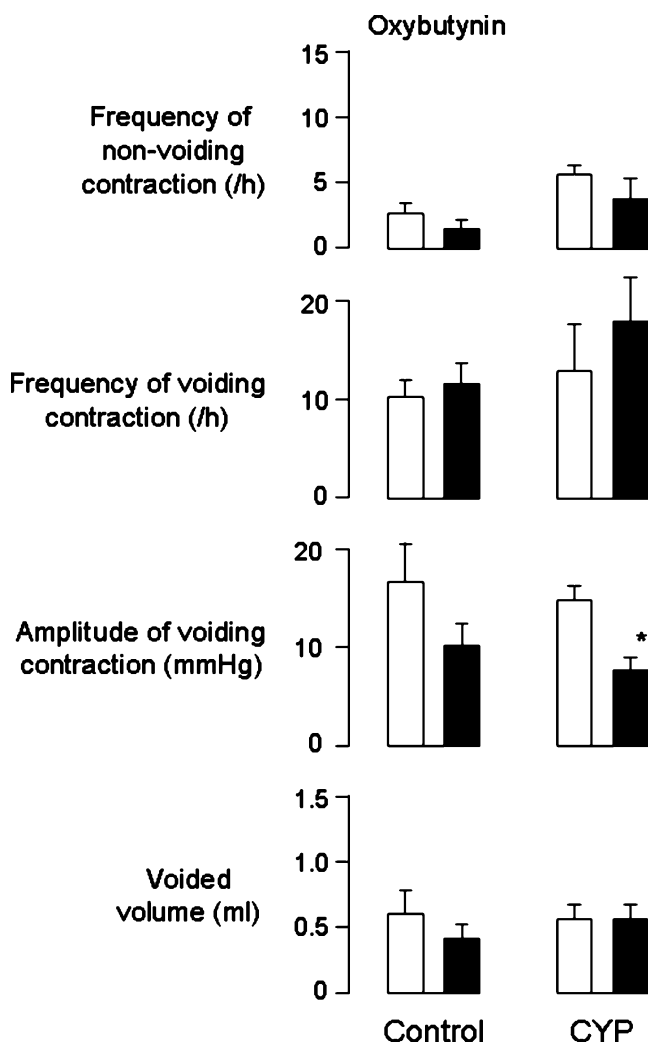 Oxybutynin
Frequency of
non-voiding
contraction (/h)
15
10
5
0
Frequency of voiding
contraction (/h)
20
10
0
Amplitude of voiding
contraction (mmHg)
20
10
0
*
Voided
volume (ml)
1.5
1.0
0.5
0
Control CYP